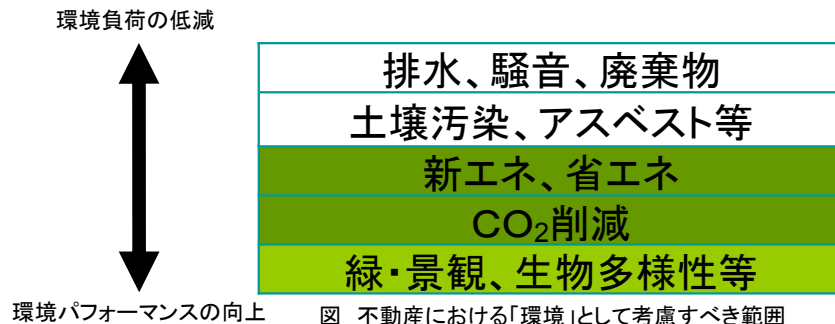 環境負荷の低減
排水、騒音、廃棄物
土壌汚染、アスベスト等
新エネ、省エネ
CO₂削減
緑・景観、生物多様性等
環境パフォーマンスの向上
図 不動産における「環境」として考慮すべき範囲